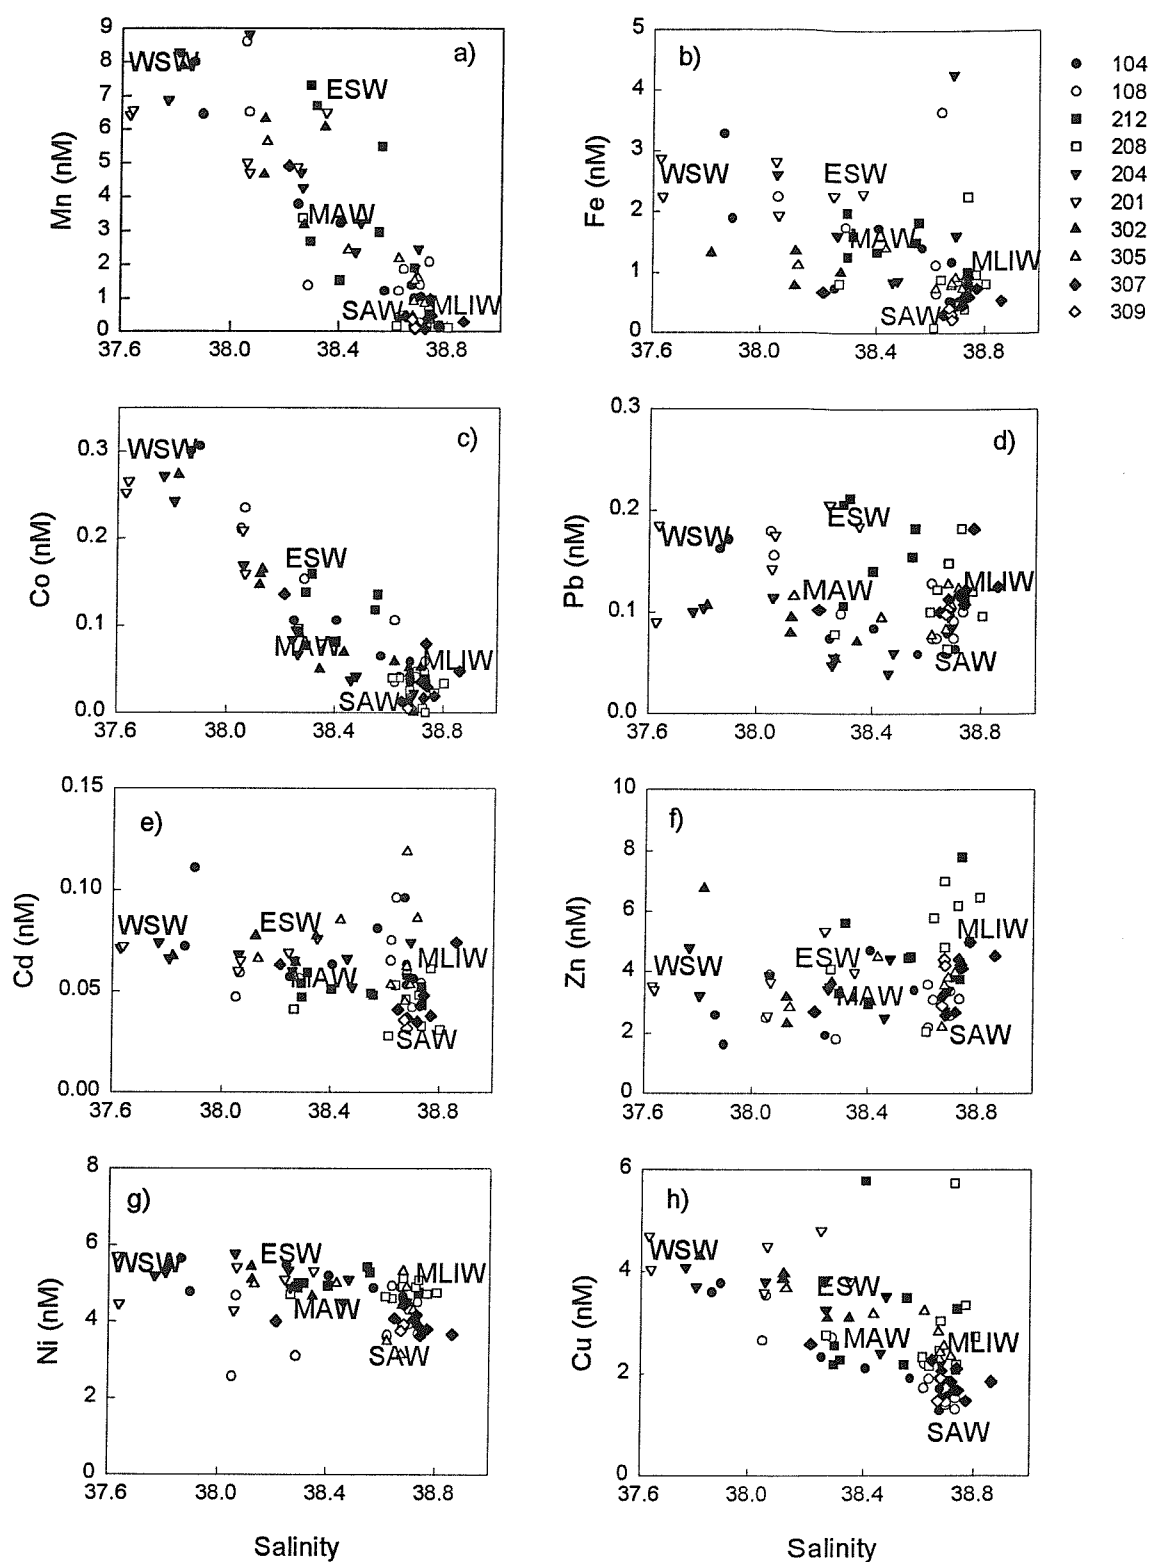 a)
Mn (nM)
9
8
7
6
5
4
3
2
1
0
WSW
ESW
MAW
SAW
MLIW
37.6 38.0 38.4 38.8
b)
Fe (nM)
5
4
3
2
1
0
WSW
ESW
MAW
MLIW
SAW
37.6 38.0 38.4 38.8
104
108
212
208
204
201
302
305
307
309
c)
Co (nM)
0.3
0.2
0.1
0.0
WSW
ESW
MAW
MLIW
SAW
37.6 38.0 38.4 38.8
d)
Pb (nM)
0.3
0.2
0.1
0.0
WSW
ESW
MAW
MLIW
SAW
37.6 38.0 38.4 38.8
e)
Cd (nM)
0.15
0.10
0.05
0.00
WSW
ESW
MAW
MLIW
SAW
37.6 38.0 38.4 38.8
f)
Zn (nM)
10
8
6
4
2
0
WSW
ESW
MAW
MLIW
SAW
37.6 38.0 38.4 38.8
g)
Ni (nM)
8
6
4
2
0
WSW
ESW
MAW
MLIW
SAW
37.6 38.0 38.4 38.8
Salinity
h)
Cu (nM)
6
4
2
0
WSW
ESW
MAW
MLIW
SAW
37.6 38.0 38.4 38.8
Salinity